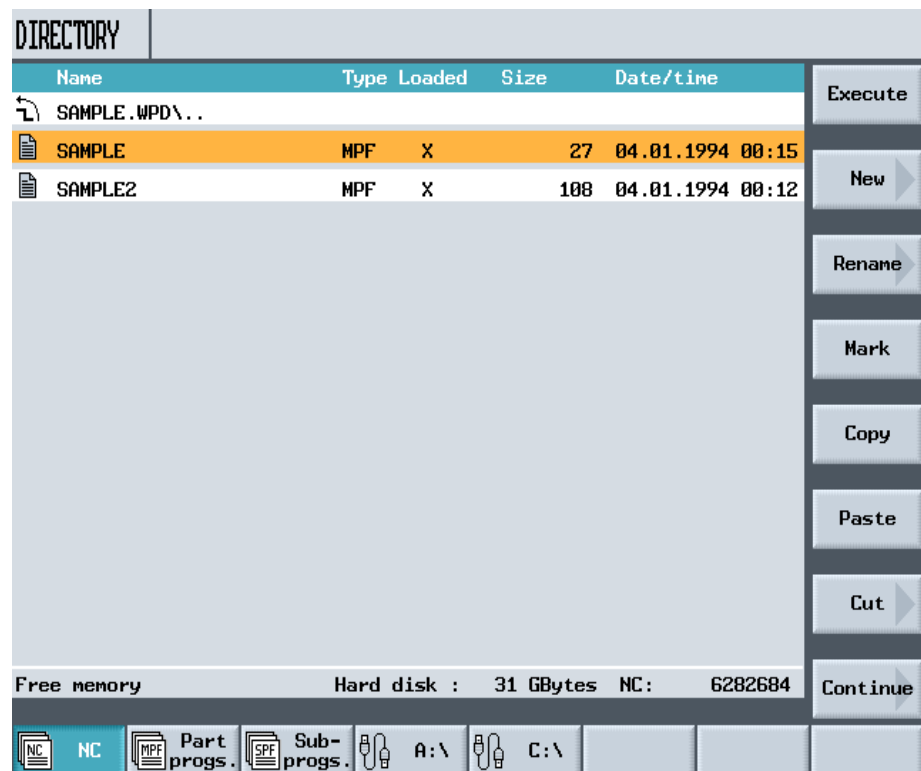 DIRECTORY
Name Type Loaded Size Date/time
SAMPLE.WPD\..
SAMPLE MPF X 27 04.01.1994 00:15
SAMPLE2 MPF X 108 04.01.1994 00:12
Free memory Hard disk : 31 GBytes NC: 6282684
Execute
New
Rename
Mark
Copy
Paste
Cut
Continue
NC NC
MPF Part progs.
SPF Sub- progs.
A:\
C:\